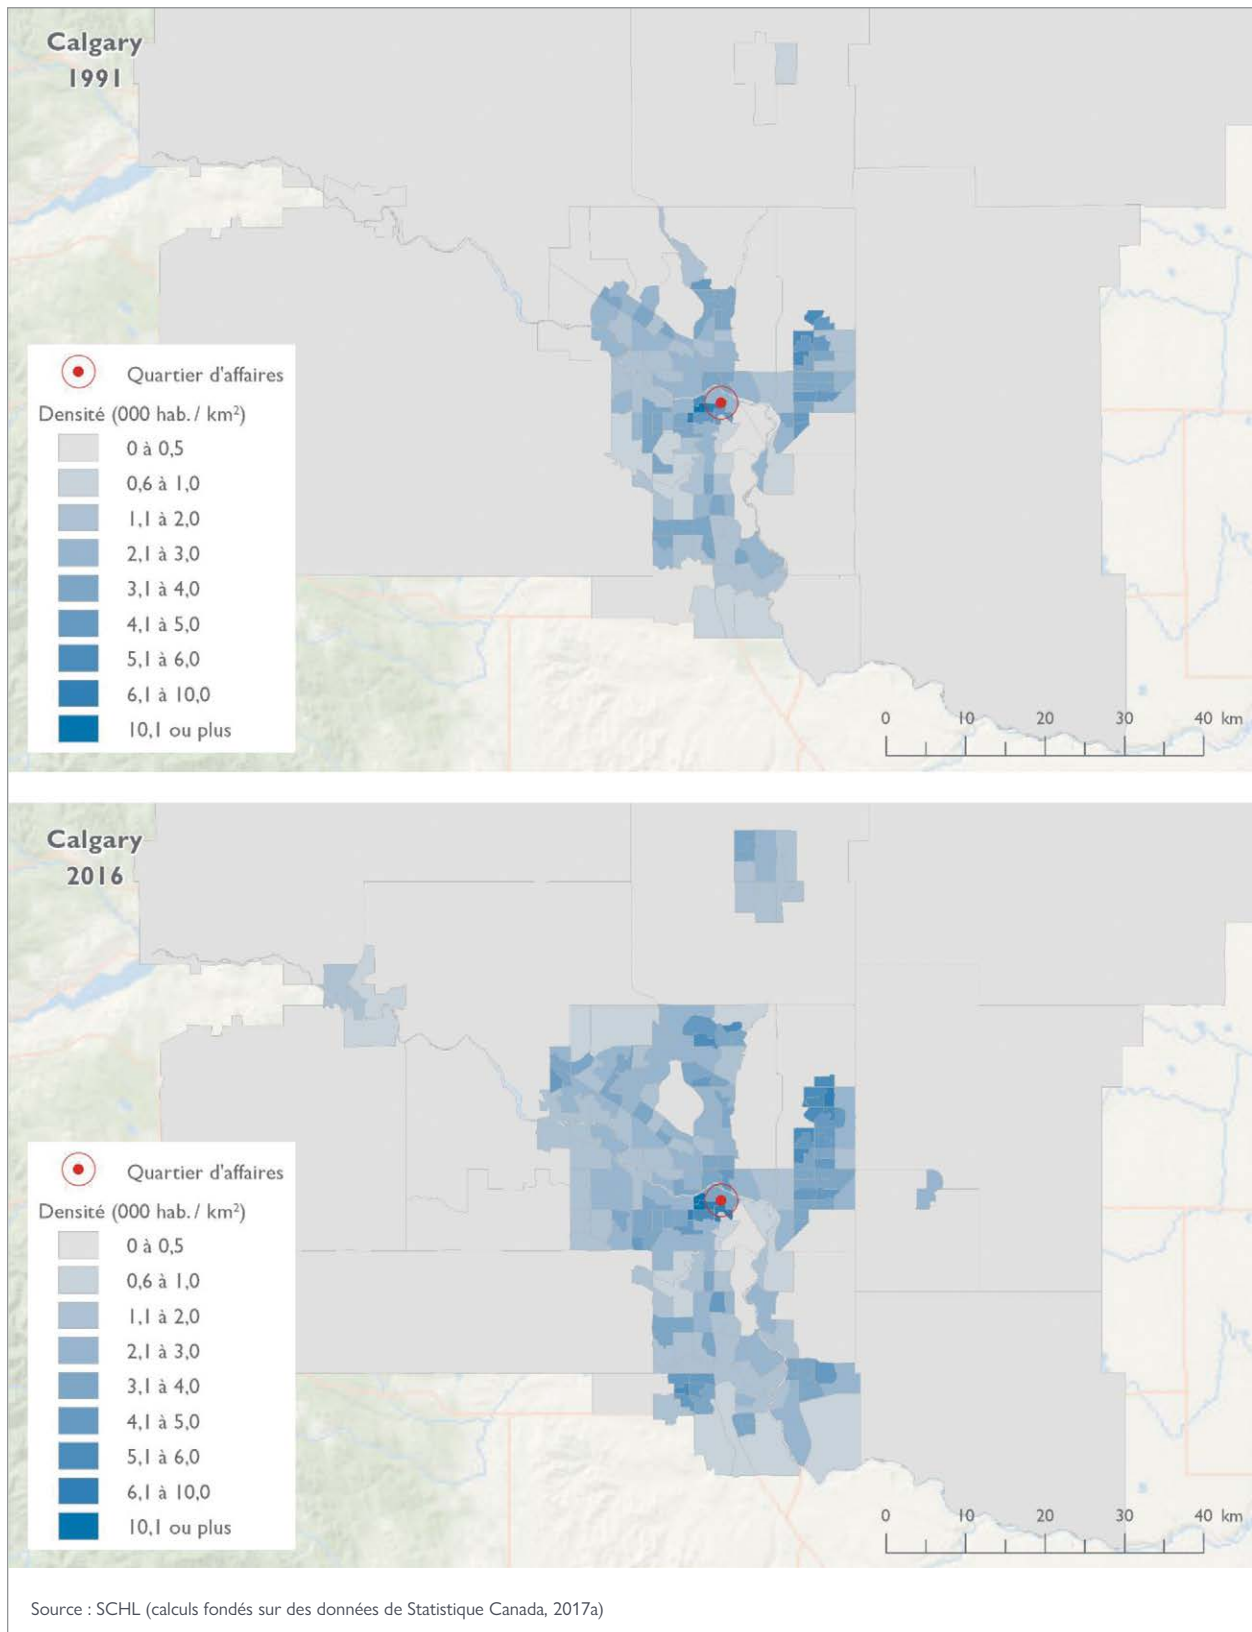 Calgary
1991
Quartier d'affaires
Densité (000 hab. / km²)
0 à 0,5
0,6 à 1,0
1,1 à 2,0
2,1 à 3,0
3,1 à 4,0
4,1 à 5,0
5,1 à 6,0
6,1 à 10,0
10,1 ou plus
0 10 20 30 40 km
Calgary
2016
Quartier d'affaires
Densité (000 hab. / km²)
0 à 0,5
0,6 à 1,0
1,1 à 2,0
2,1 à 3,0
3,1 à 4,0
4,1 à 5,0
5,1 à 6,0
6,1 à 10,0
10,1 ou plus
0 10 20 30 40 km
Source : SCHL (calculs fondés sur des données de Statistique Canada, 2017a)